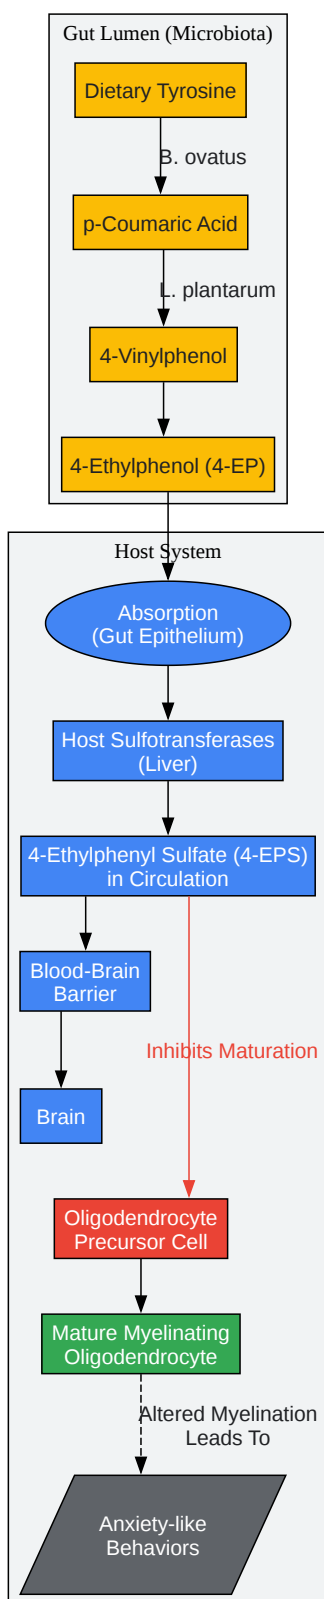 Gut Lumen (Microbiota)
Dietary Tyrosine
B. ovatus
p-Coumaric Acid
L. plantarum
4-Vinylphenol
4-Ethylphenol (4-EP)
Host System
Absorption
(Gut Epithelium)
Host Sulfotransferases
(Liver)
4-Ethylphenyl Sulfate (4-EPS)
in Circulation
Blood-Brain
Barrier
Inhibits Maturation
Brain
Oligodendrocyte
Precursor Cell
Mature Myelinating
Oligodendrocyte
Altered Myelination
Leads To
Anxiety-like
Behaviors